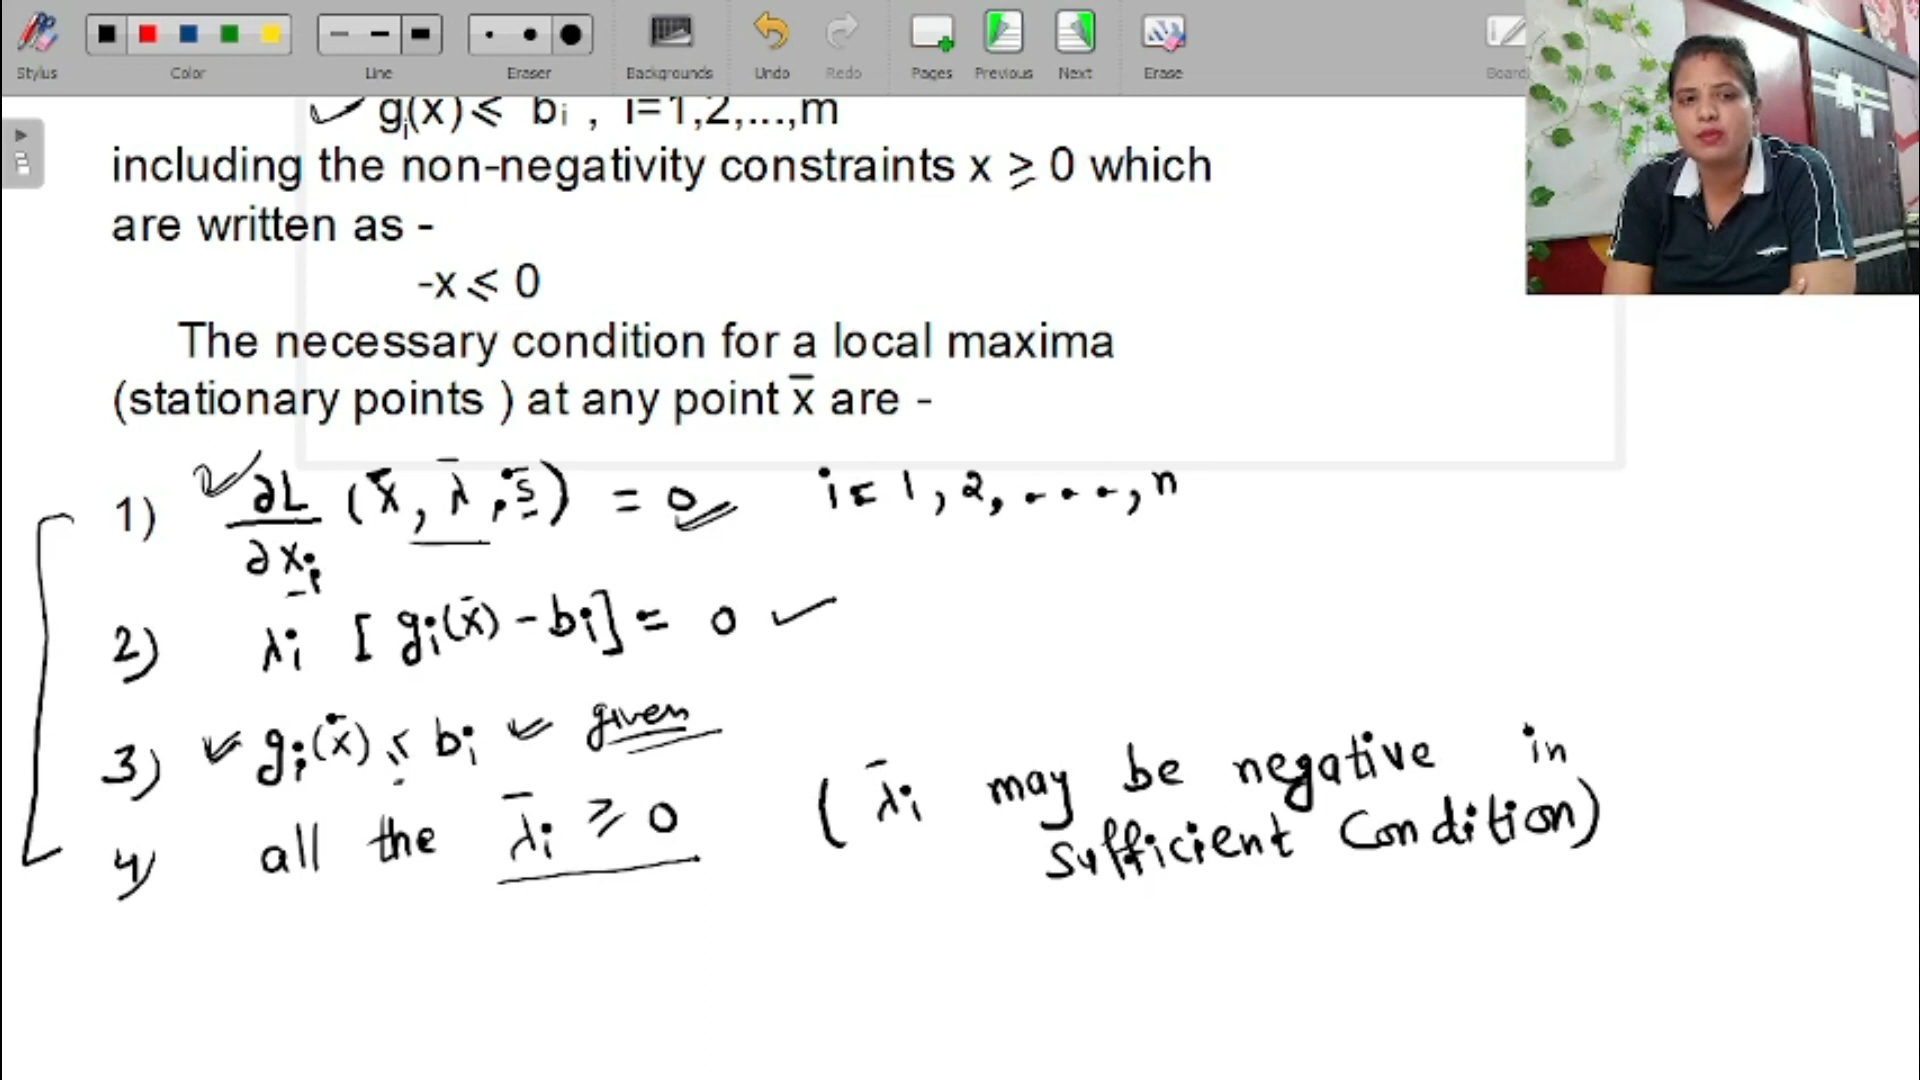 Stylus Color Line Eraser Backgrounds Undo Redo Pages Previous Next Erase Board
gᵢ(x) ⩽ bᵢ , i=1,2,...,m
including the non-negativity constraints x ⩾ 0 which
are written as -
-x ⩽ 0
The necessary condition for a local maxima
(stationary points ) at any point x̄ are -
1) ∂L/∂xᵢ (x̄, λ̄, s̄) = 0 i = 1, 2, ...., n
2) λᵢ [gᵢ(x̄) - bᵢ] = 0
3) gᵢ(x̄) ⩽ bᵢ given
4) all the λ̄ᵢ ⩾ 0 ( λ̄ᵢ may be negative in
sufficient Condition)